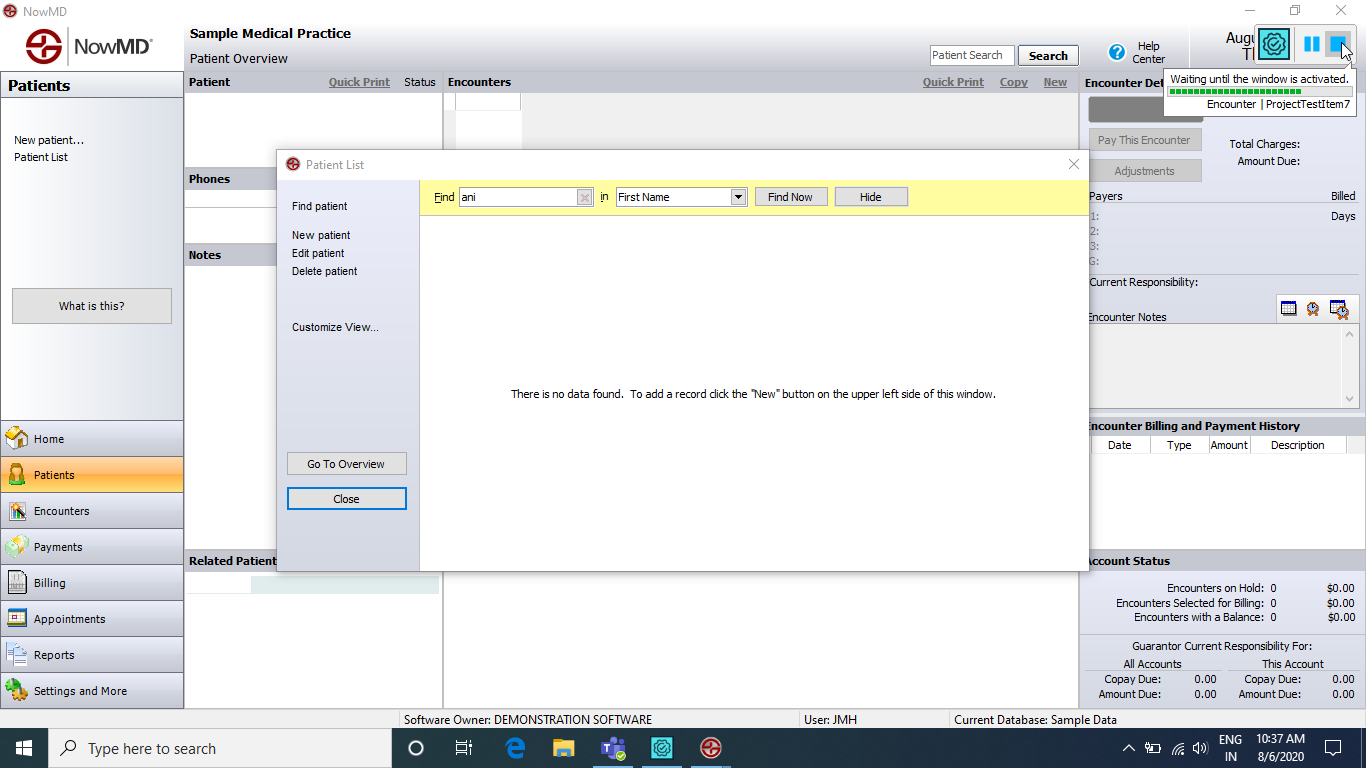 NowMD
NowMD®
Sample Medical Practice
Patient Overview
Patient Search
Search
Help
Center
Waiting until the window is activated.
Encounter | ProjectTestItem7
Patients
New patient...
Patient List
What is this?
Home
Patients
Encounters
Payments
Billing
Appointments
Reports
Settings and More
Patient Quick Print Status
Phones
Notes
Related Patient
Encounters Quick Print Copy New
Patient List
Find patient
New patient
Edit patient
Delete patient
Customize View...
Go To Overview
Close
Find ani in First Name Find Now Hide
There is no data found. To add a record click the "New" button on the upper left side of this window.
Pay This Encounter
Adjustments
Total Charges:
Amount Due:
Payers Billed
Days
2:
3:
G:
Current Responsibility:
Encounter Notes
Encounter Billing and Payment History
Date Type Amount Description
Account Status
Encounters on Hold: 0 $0.00
Encounters Selected for Billing: 0 $0.00
Encounters with a Balance: 0 $0.00
Guarantor Current Responsibility For:
All Accounts This Account
Copay Due: 0.00 Copay Due: 0.00
Amount Due: 0.00 Amount Due: 0.00
Software Owner: DEMONSTRATION SOFTWARE User: JMH Current Database: Sample Data
Type here to search
ENG
IN
10:37 AM
8/6/2020